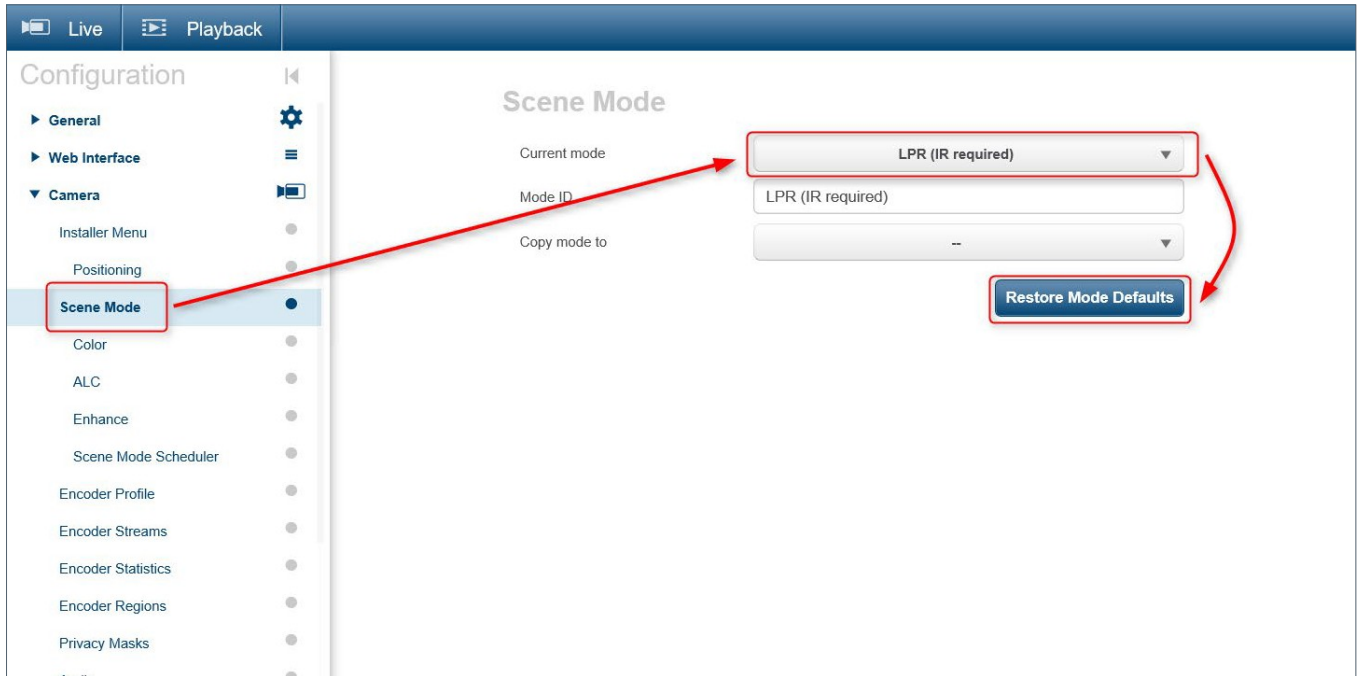 Live
Playback
Configuration
General
Web Interface
Camera
Installer Menu
Positioning
Scene Mode
Color
ALC
Enhance
Scene Mode Scheduler
Encoder Profile
Encoder Streams
Encoder Statistics
Encoder Regions
Privacy Masks
Scene Mode
Current mode
LPR (IR required)
Mode ID
LPR (IR required)
Copy mode to
--
Restore Mode Defaults